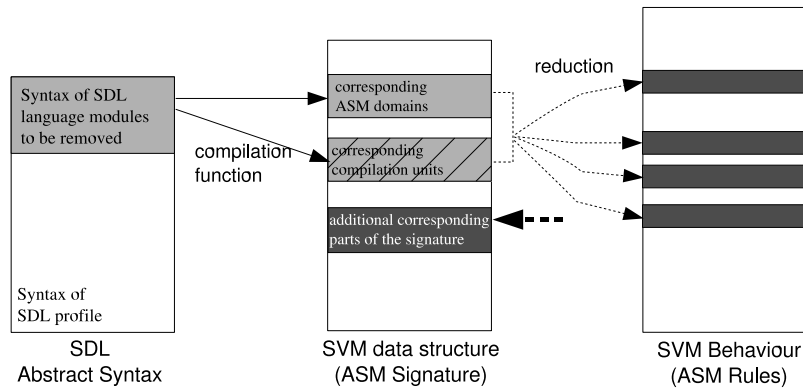 Syntax of SDL
language modules
to be removed
Syntax of
SDL profile
SDL
Abstract Syntax
compilation
function
corresponding
ASM domains
corresponding
compilation units
additional corresponding
parts of the signature
SVM data structure
(ASM Signature)
reduction
SVM Behaviour
(ASM Rules)